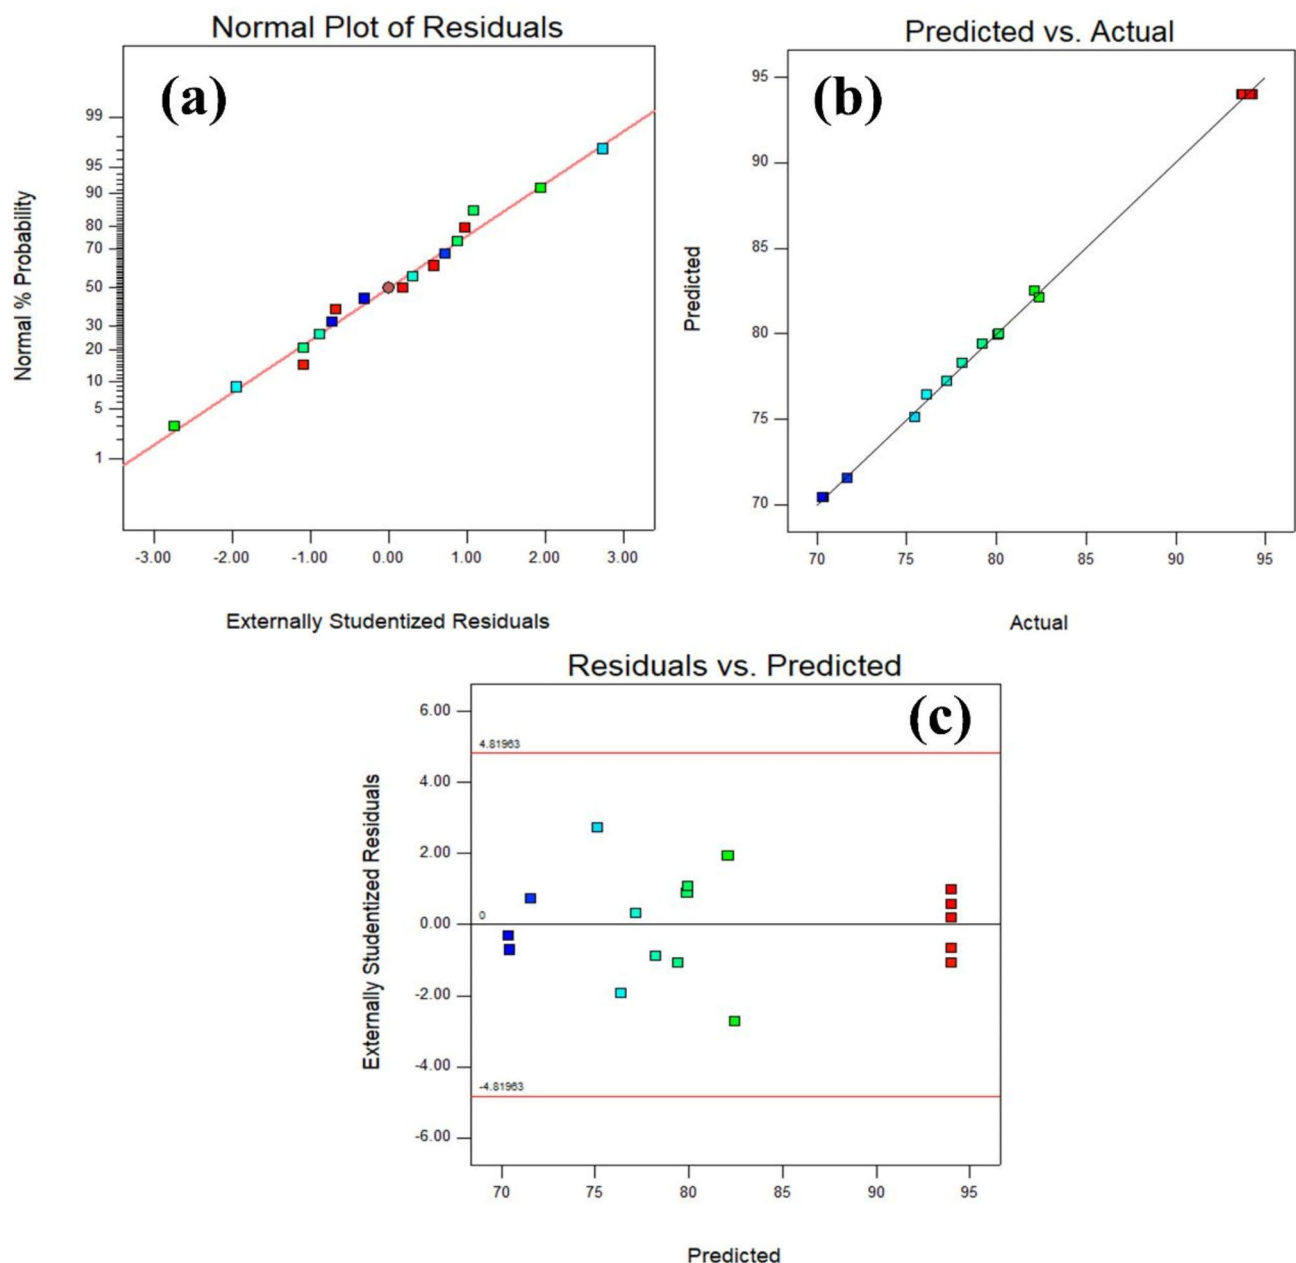 Normal Plot of Residuals
(a)
Normal % Probability
99
95
90
80
70
50
30
20
10
5
1
-3.00 -2.00 -1.00 0.00 1.00 2.00 3.00
Externally Studentized Residuals
Predicted vs. Actual
(b)
Predicted
95
90
85
80
75
70
70 75 80 85 90 95
Actual
Residuals vs. Predicted
(c)
Externally Studentized Residuals
6.00
4.81963
4.00
2.00
0
0.00
-2.00
-4.00
-4.81963
-6.00
70 75 80 85 90 95
Predicted